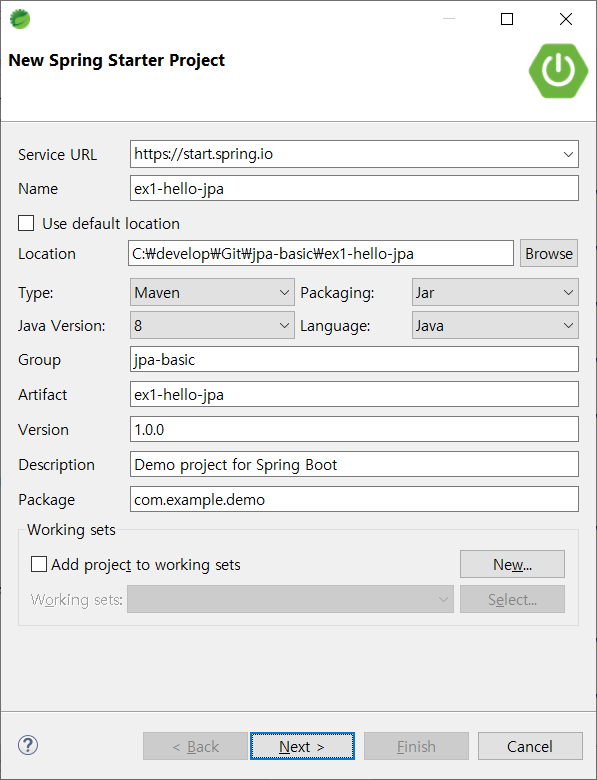 New Spring Starter Project
Service URL https://start.spring.io
Name ex1-hello-jpa
Use default location
Location C:₩develop₩Git₩jpa-basic₩ex1-hello-jpa Browse
Type: Maven Packaging: Jar
Java Version: 8 Language: Java
Group jpa-basic
Artifact ex1-hello-jpa
Version 1.0.0
Description Demo project for Spring Boot
Package com.example.demo
Working sets
Add project to working sets New...
Working sets: Select...
? < Back Next > Finish Cancel